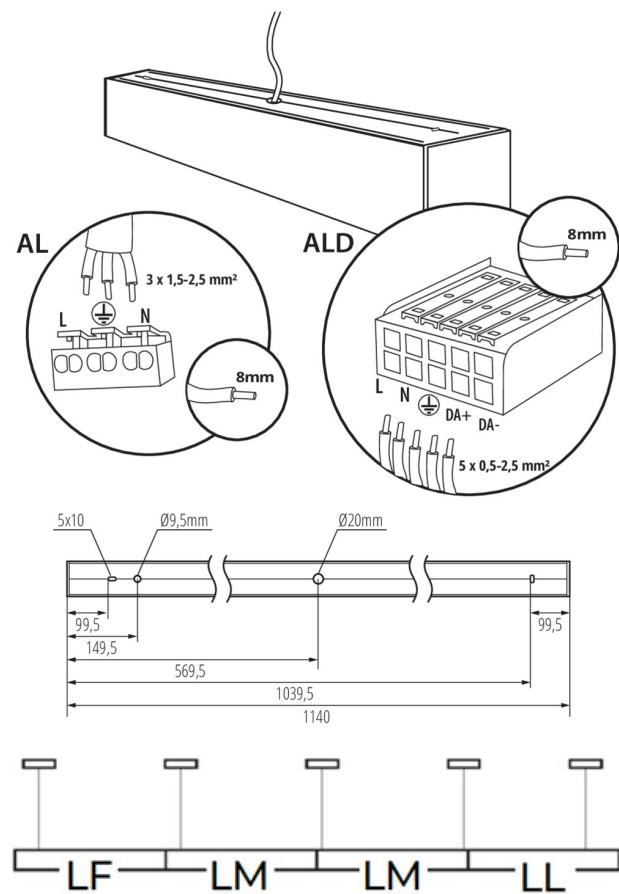 AL
3 x 1,5-2,5 mm²
L N
8mm
ALD
8mm
L N DA+ DA-
5 x 0,5-2,5 mm²
5x10 Ø9,5mm Ø20mm
99,5 99,5
149,5
569,5
1039,5
1140
LF LM LM LL